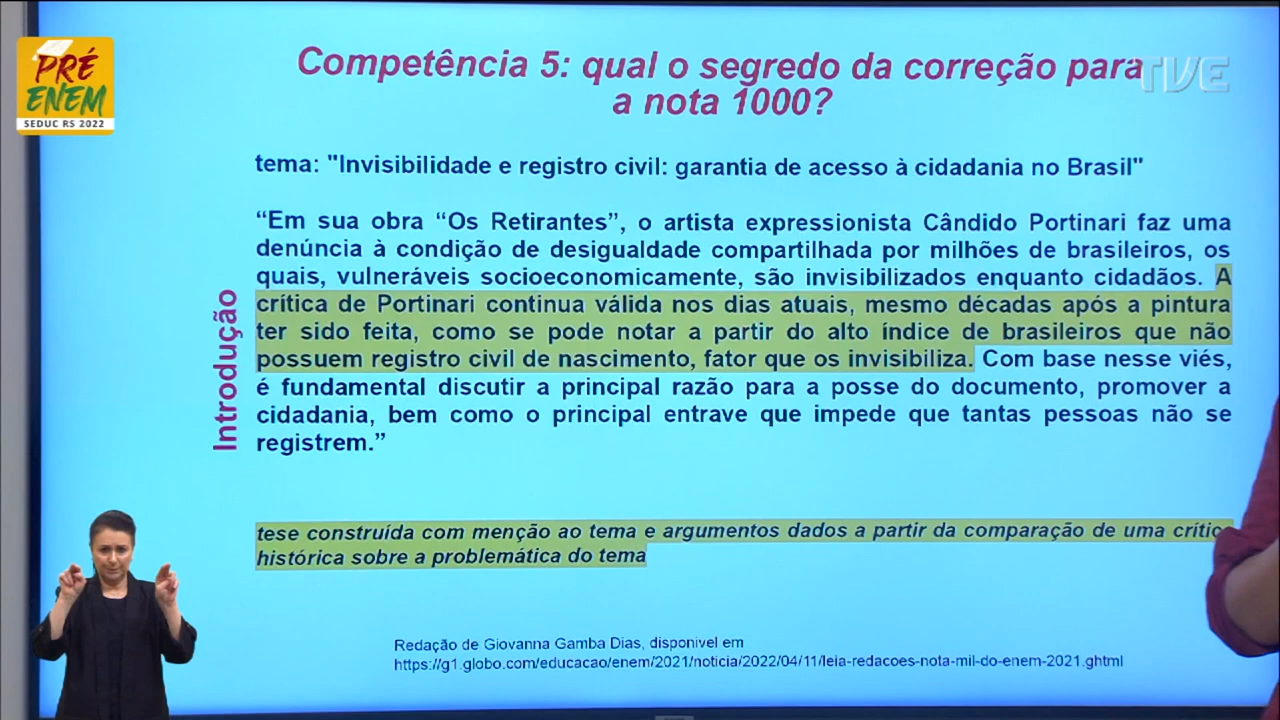 PRÉ
ENEM
SEDUC RS 2022
TVE
Competência 5: qual o segredo da correção para
a nota 1000?
tema: "Invisibilidade e registro civil: garantia de acesso à cidadania no Brasil"
Introdução
“Em sua obra “Os Retirantes”, o artista expressionista Cândido Portinari faz uma
denúncia à condição de desigualdade compartilhada por milhões de brasileiros, os
quais, vulneráveis socioeconomicamente, são invisibilizados enquanto cidadãos. A
crítica de Portinari continua válida nos dias atuais, mesmo décadas após a pintura
ter sido feita, como se pode notar a partir do alto índice de brasileiros que não
possuem registro civil de nascimento, fator que os invisibiliza. Com base nesse viés,
é fundamental discutir a principal razão para a posse do documento, promover a
cidadania, bem como o principal entrave que impede que tantas pessoas não se
registrem.”
tese construída com menção ao tema e argumentos dados a partir da comparação de uma crítica
histórica sobre a problemática do tema
Redação de Giovanna Gamba Dias, disponivel em
https://g1.globo.com/educacao/enem/2021/noticia/2022/04/11/leia-redacoes-nota-mil-do-enem-2021.ghtml